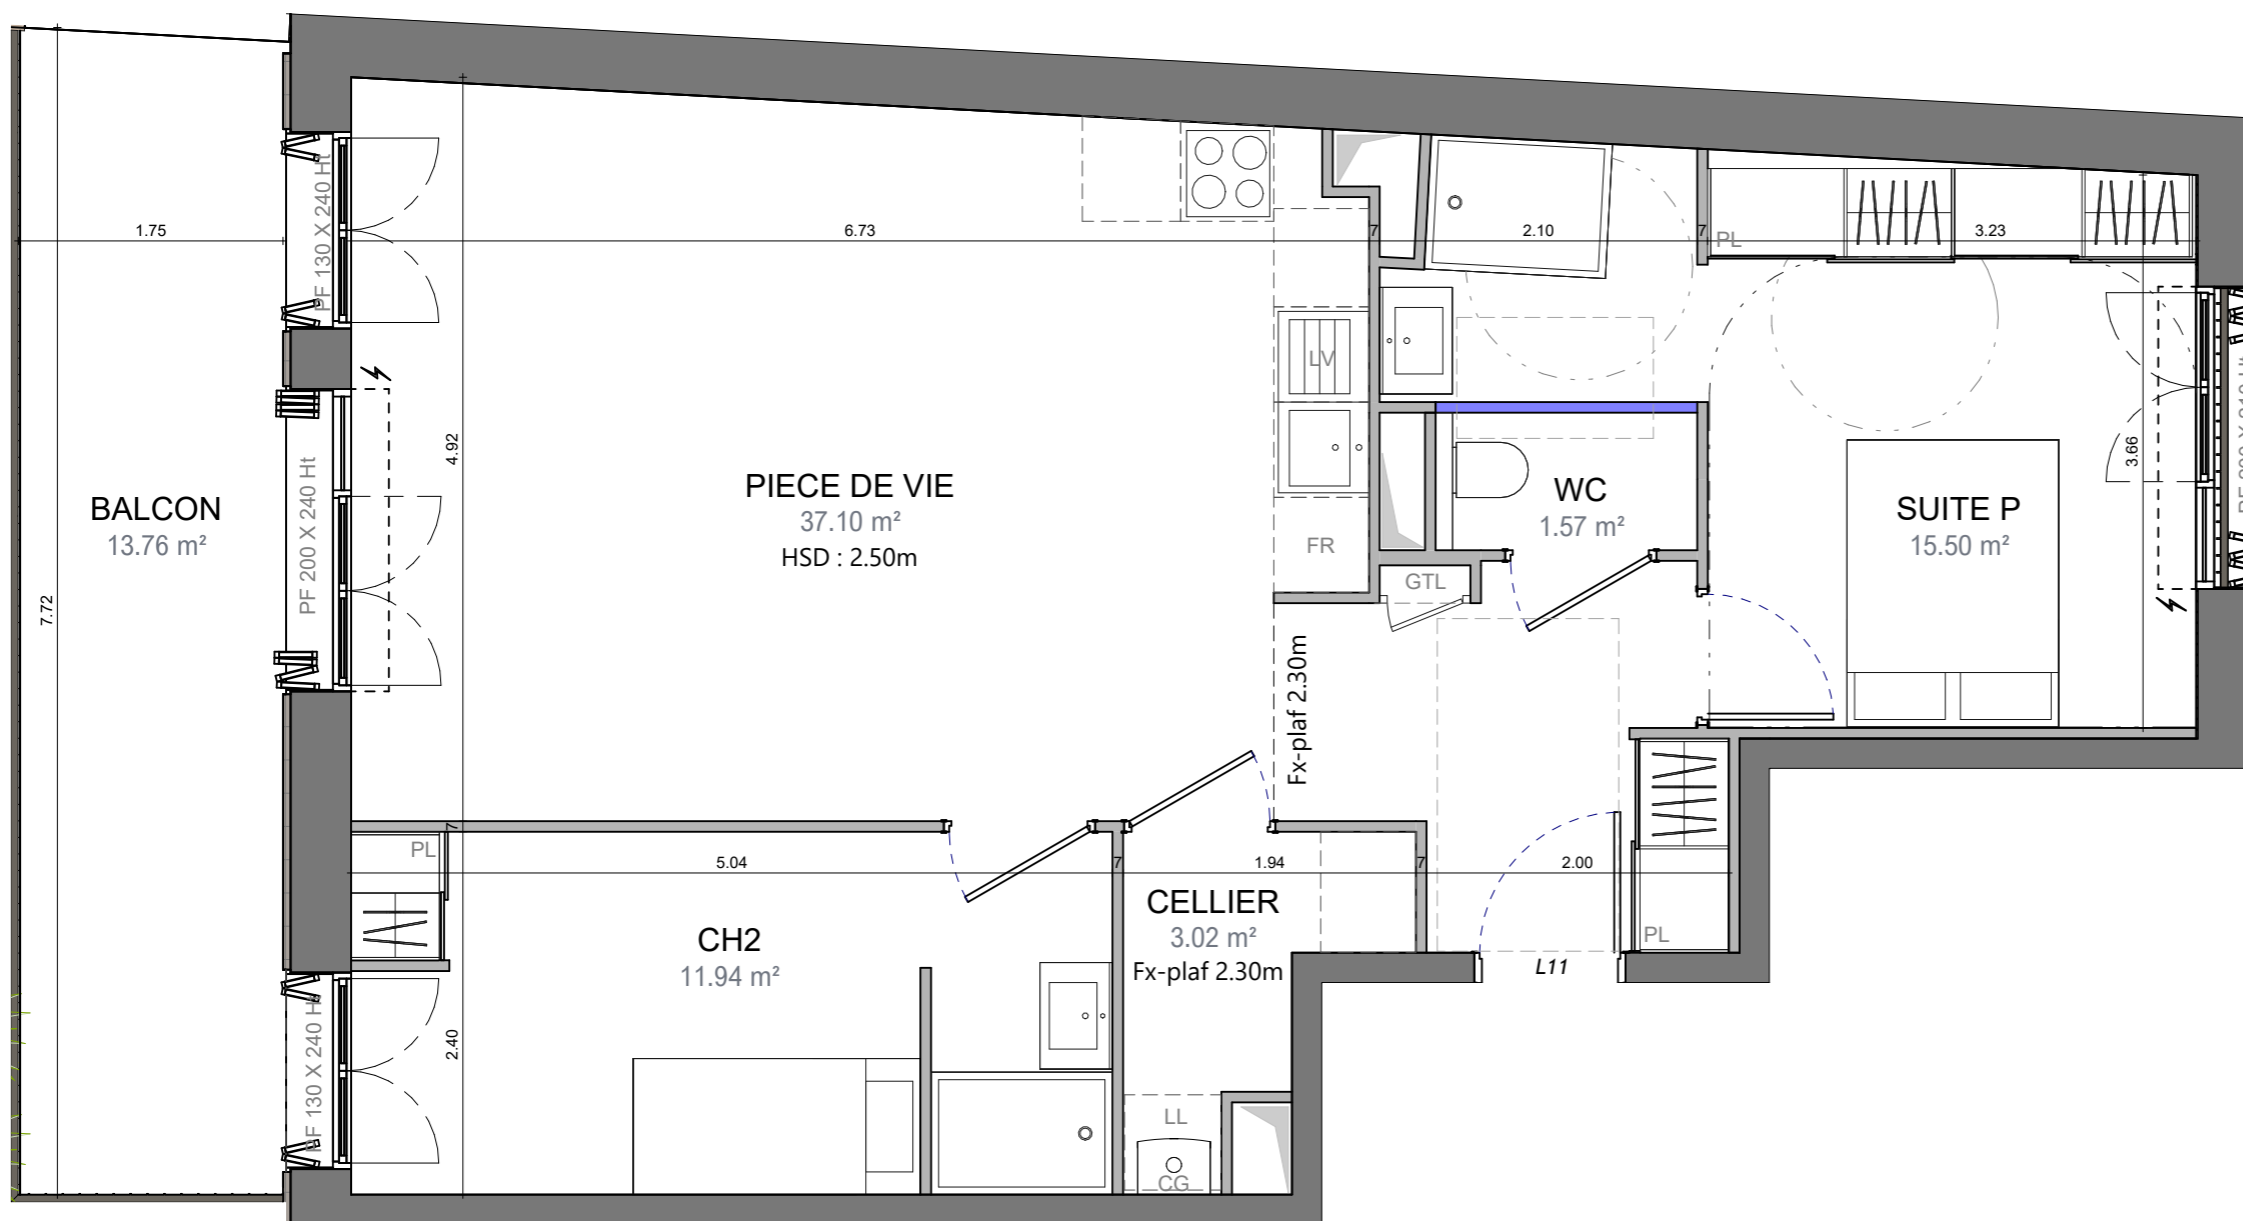 1.75
6.73
7
2.10
7
3.23
PF 130 X 240 Ht
PL
LV
4.92
3.66
BALCON
13.76 m²
PF 200 X 240 Ht
PIECE DE VIE
37.10 m²
HSD : 2.50m
FR
WC
1.57 m²
SUITE P
15.50 m²
GTL
7.72
Fx-plaf 2.30m
7
PL
5.04
7
1.94
7
2.00
CELLIER
3.02 m²
Fx-plaf 2.30m
CH2
11.94 m²
PL
L11
2.40
PF 130 X 240 Ht
LL
CG